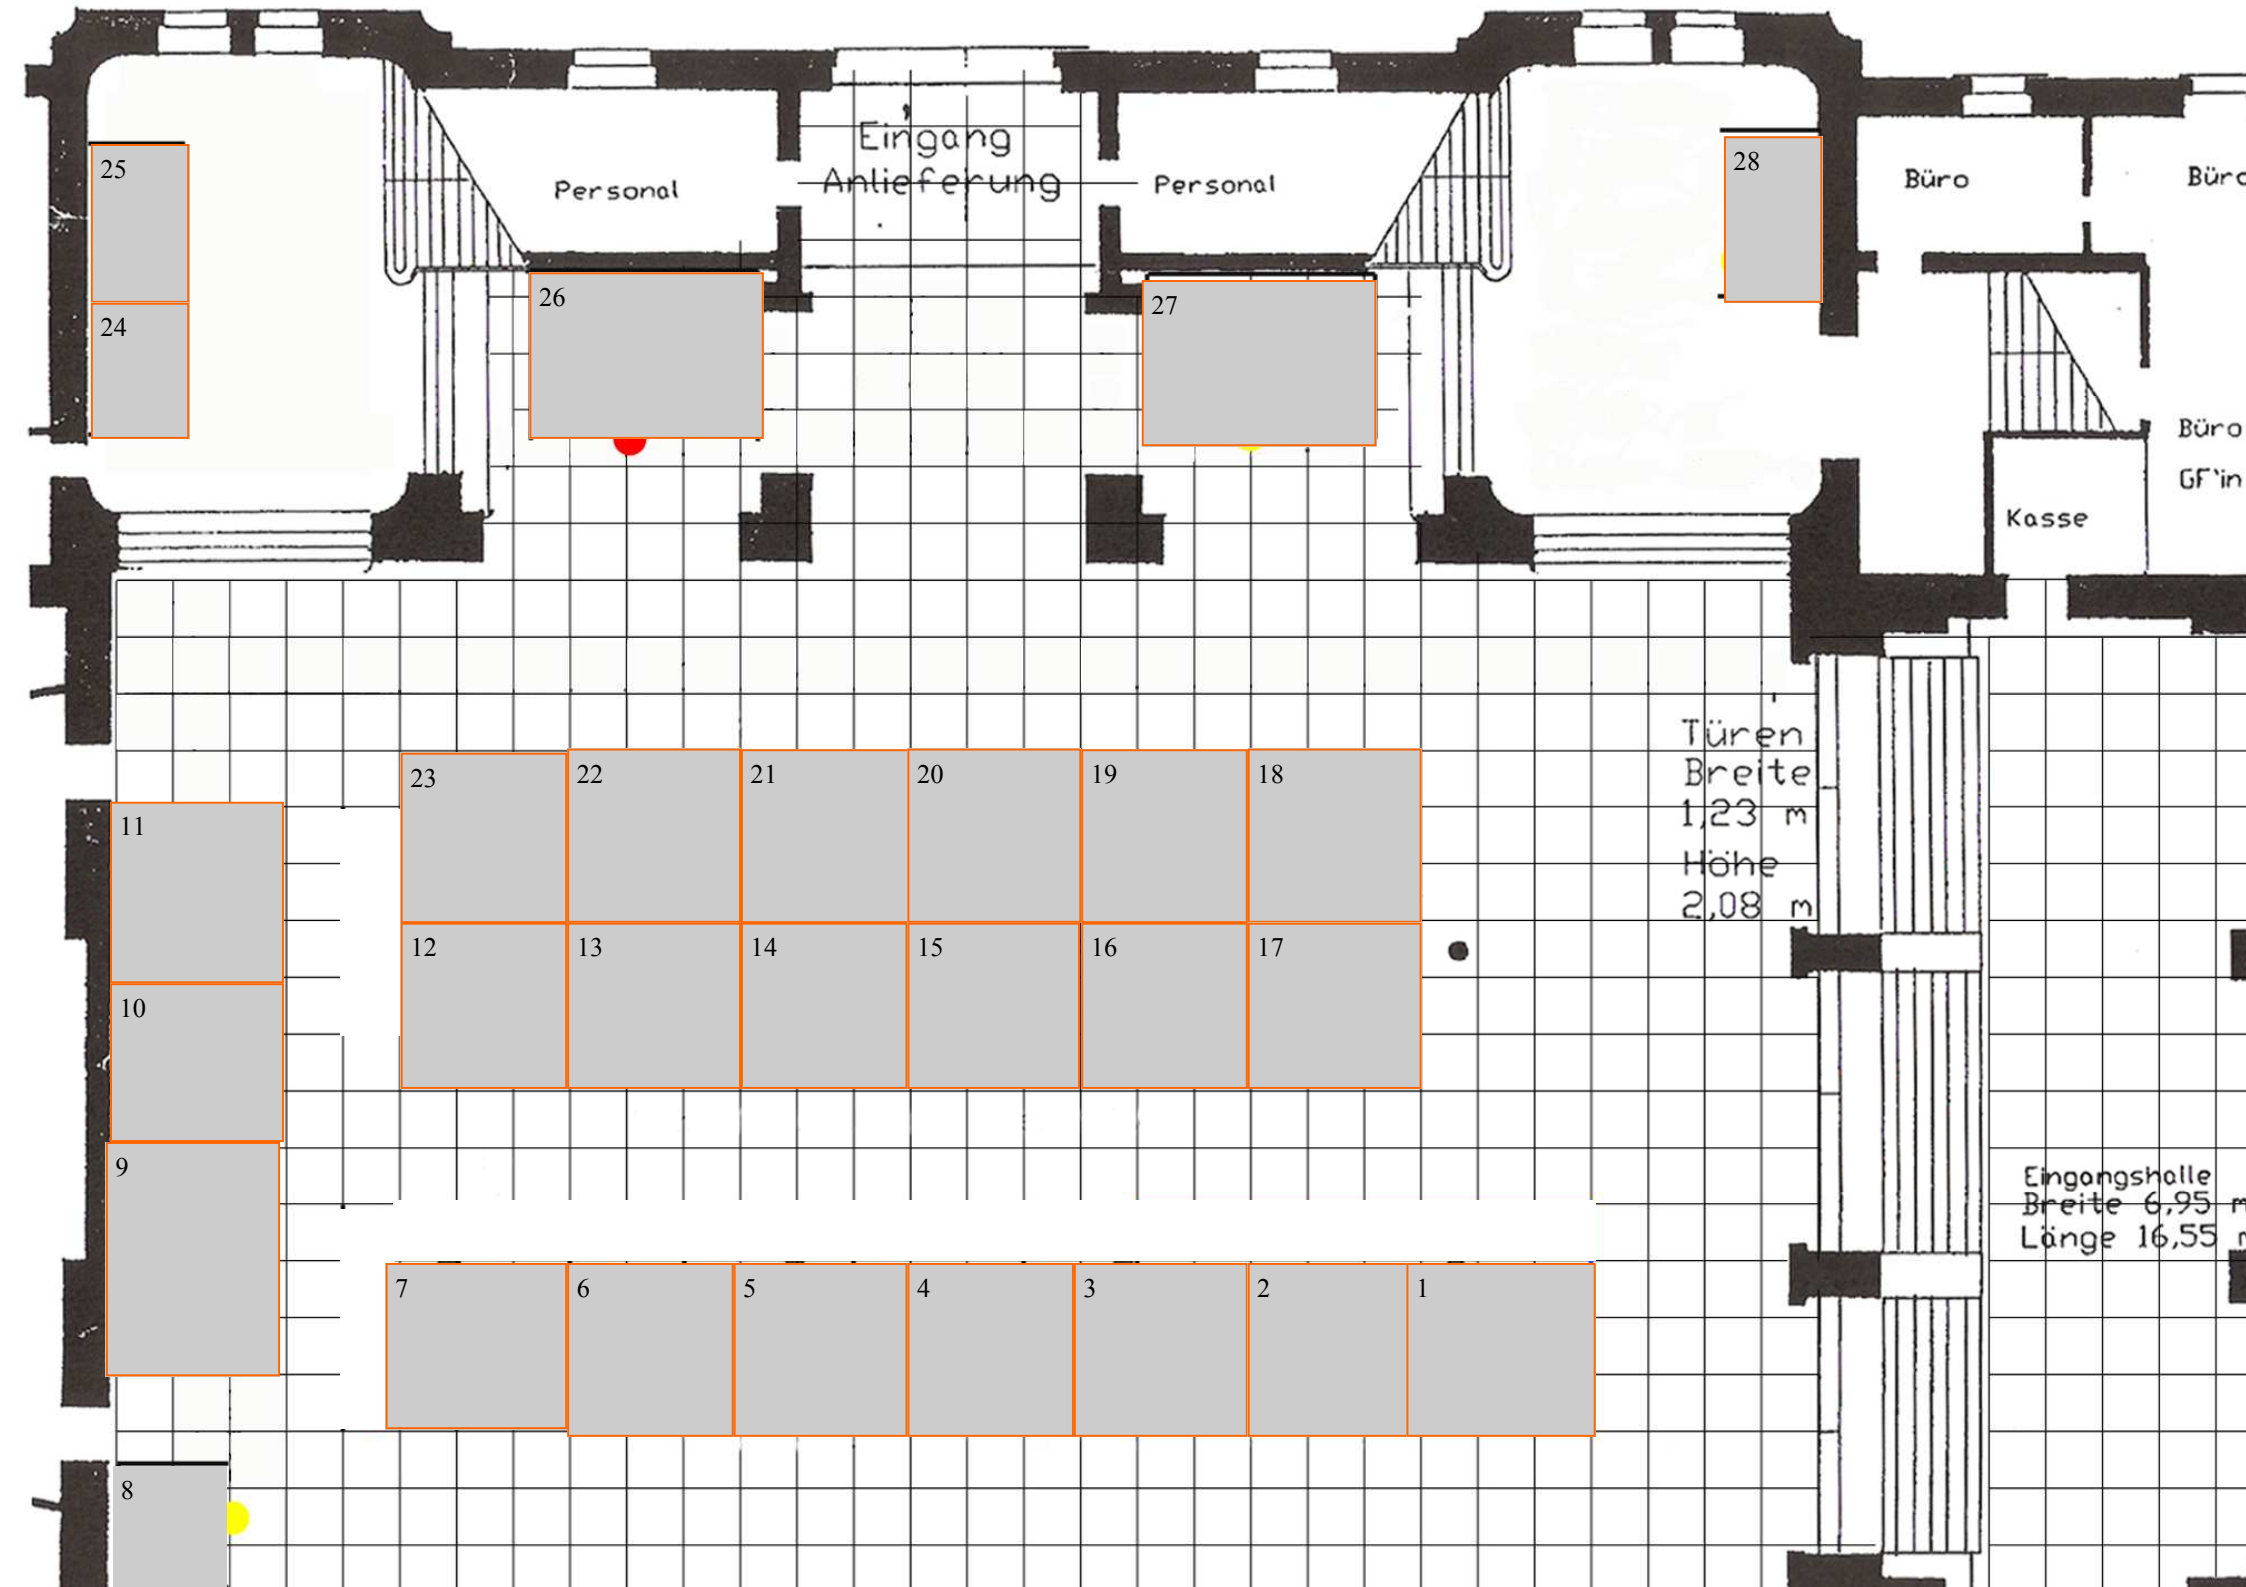 25
24
26
27
28
Personal
Eingang
Anlieferung
Personal
Büro
Büro
Büro
GF'in
Kasse
Türen
Breite
1,23 m
Höhe
2,08 m
23
22
21
20
19
18
11
12
13
14
15
16
17
10
9
Eingangshalle
Breite 6,95 m
Länge 16,55 m
7
6
5
4
3
2
1
8